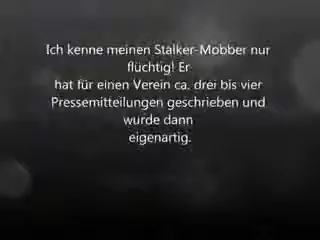 Ich kenne meinen Stalker-Mobber nur
flüchtig! Er
hat für einen Verein ca. drei bis vier
Pressemitteilungen geschrieben und
wurde dann
eigenartig.